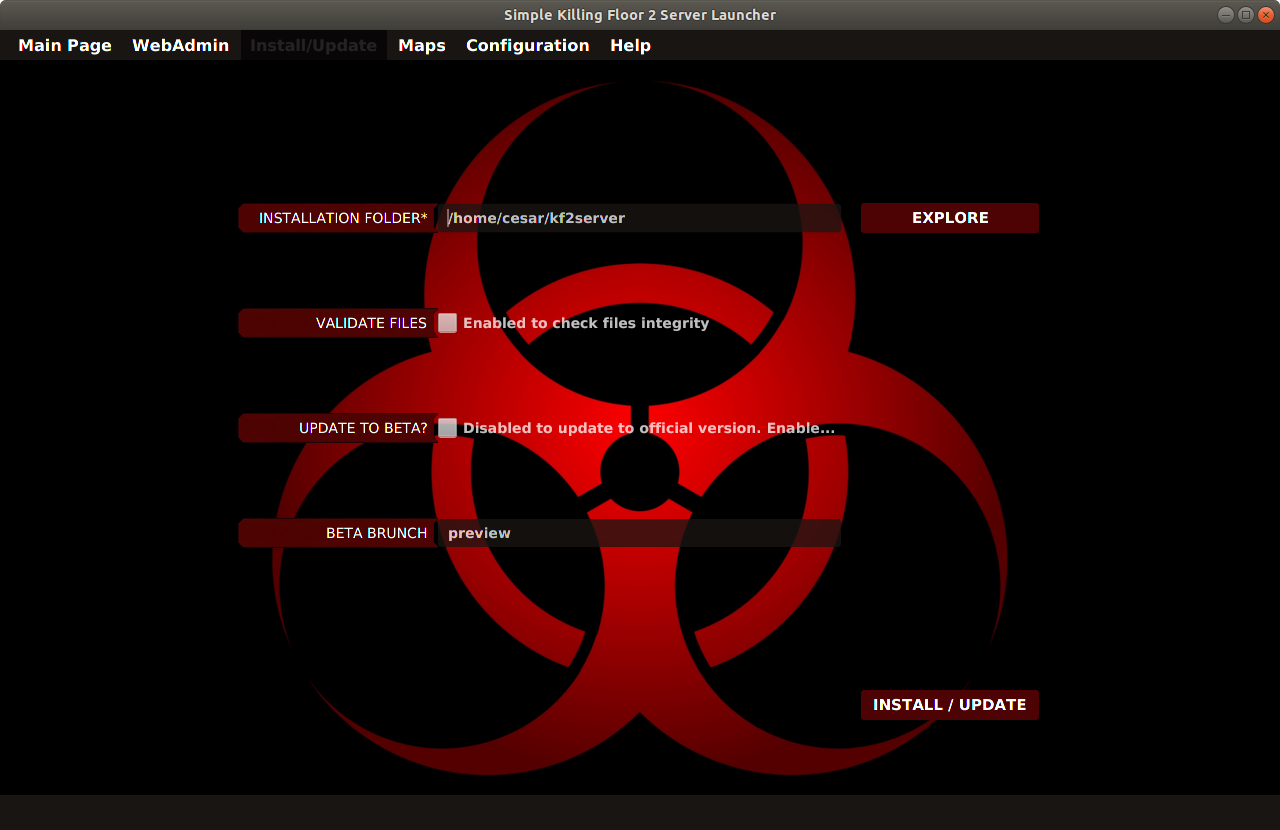 Simple Killing Floor 2 Server Launcher
Main Page WebAdmin Install/Update Maps Configuration Help
INSTALLATION FOLDER* /home/cesar/kf2server EXPLORE
VALIDATE FILES Enabled to check files integrity
UPDATE TO BETA? Disabled to update to official version. Enable...
BETA BRUNCH preview
INSTALL / UPDATE